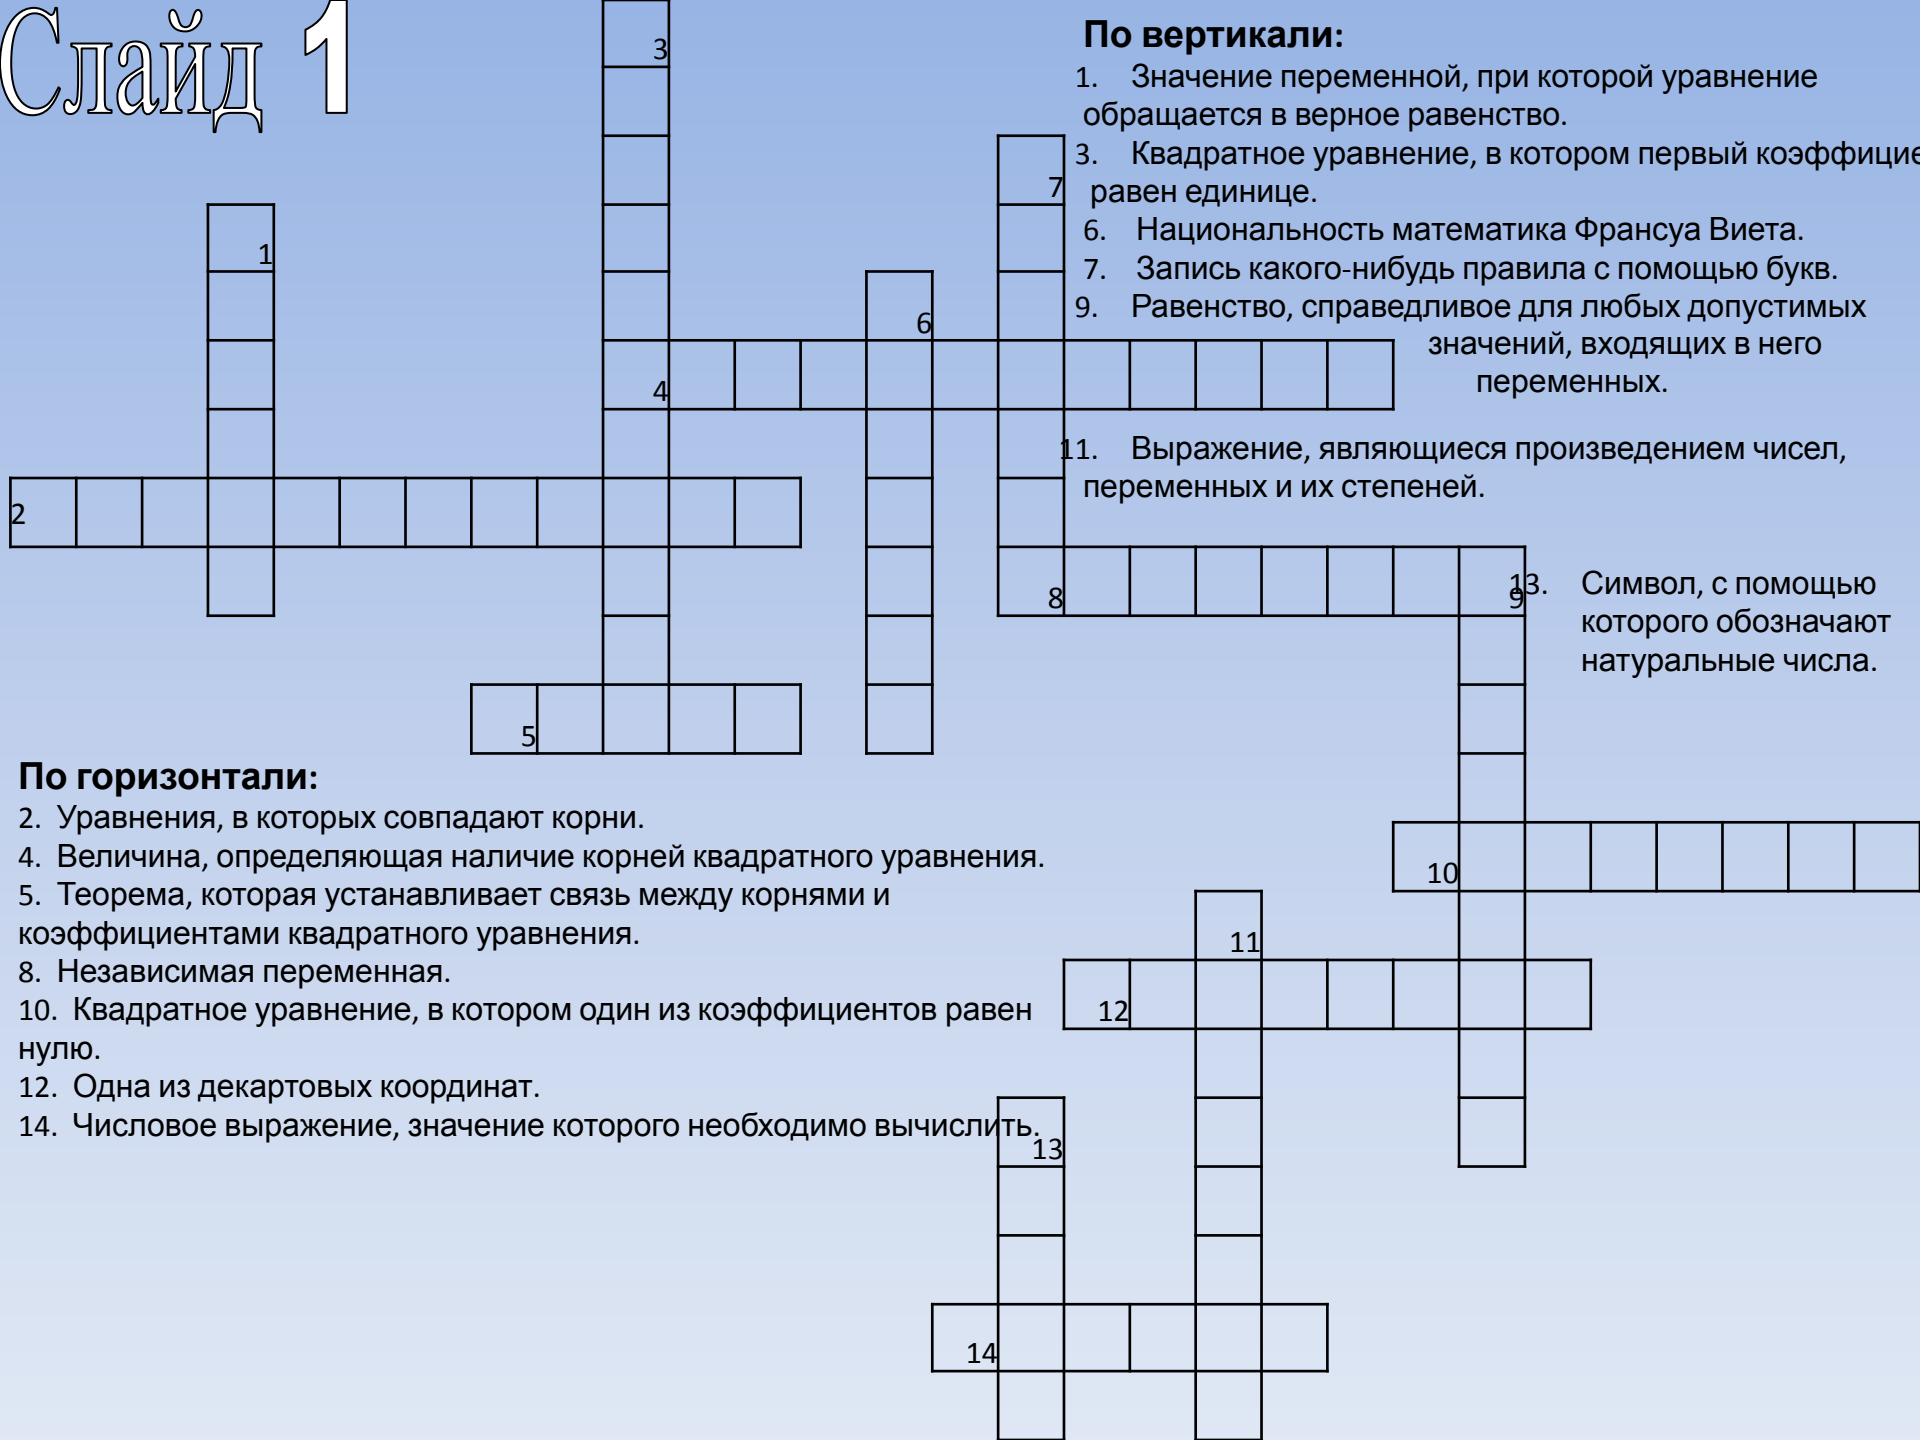 Слайд 1
По вертикали:
1. Значение переменной, при которой уравнение
обращается в верное равенство.
3. Квадратное уравнение, в котором первый коэффицие
равен единице.
6. Национальность математика Франсуа Виета.
7. Запись какого-нибудь правила с помощью букв.
9. Равенство, справедливое для любых допустимых
значений, входящих в него
переменных.
11. Выражение, являющиеся произведением чисел,
переменных и их степеней.
13. Символ, с помощью
которого обозначают
натуральные числа.
3
7
1
6
4
2
8
9
5
10
11
12
13
14
По горизонтали:
2. Уравнения, в которых совпадают корни.
4. Величина, определяющая наличие корней квадратного уравнения.
5. Теорема, которая устанавливает связь между корнями и
коэффициентами квадратного уравнения.
8. Независимая переменная.
10. Квадратное уравнение, в котором один из коэффициентов равен
нулю.
12. Одна из декартовых координат.
14. Числовое выражение, значение которого необходимо вычислить.